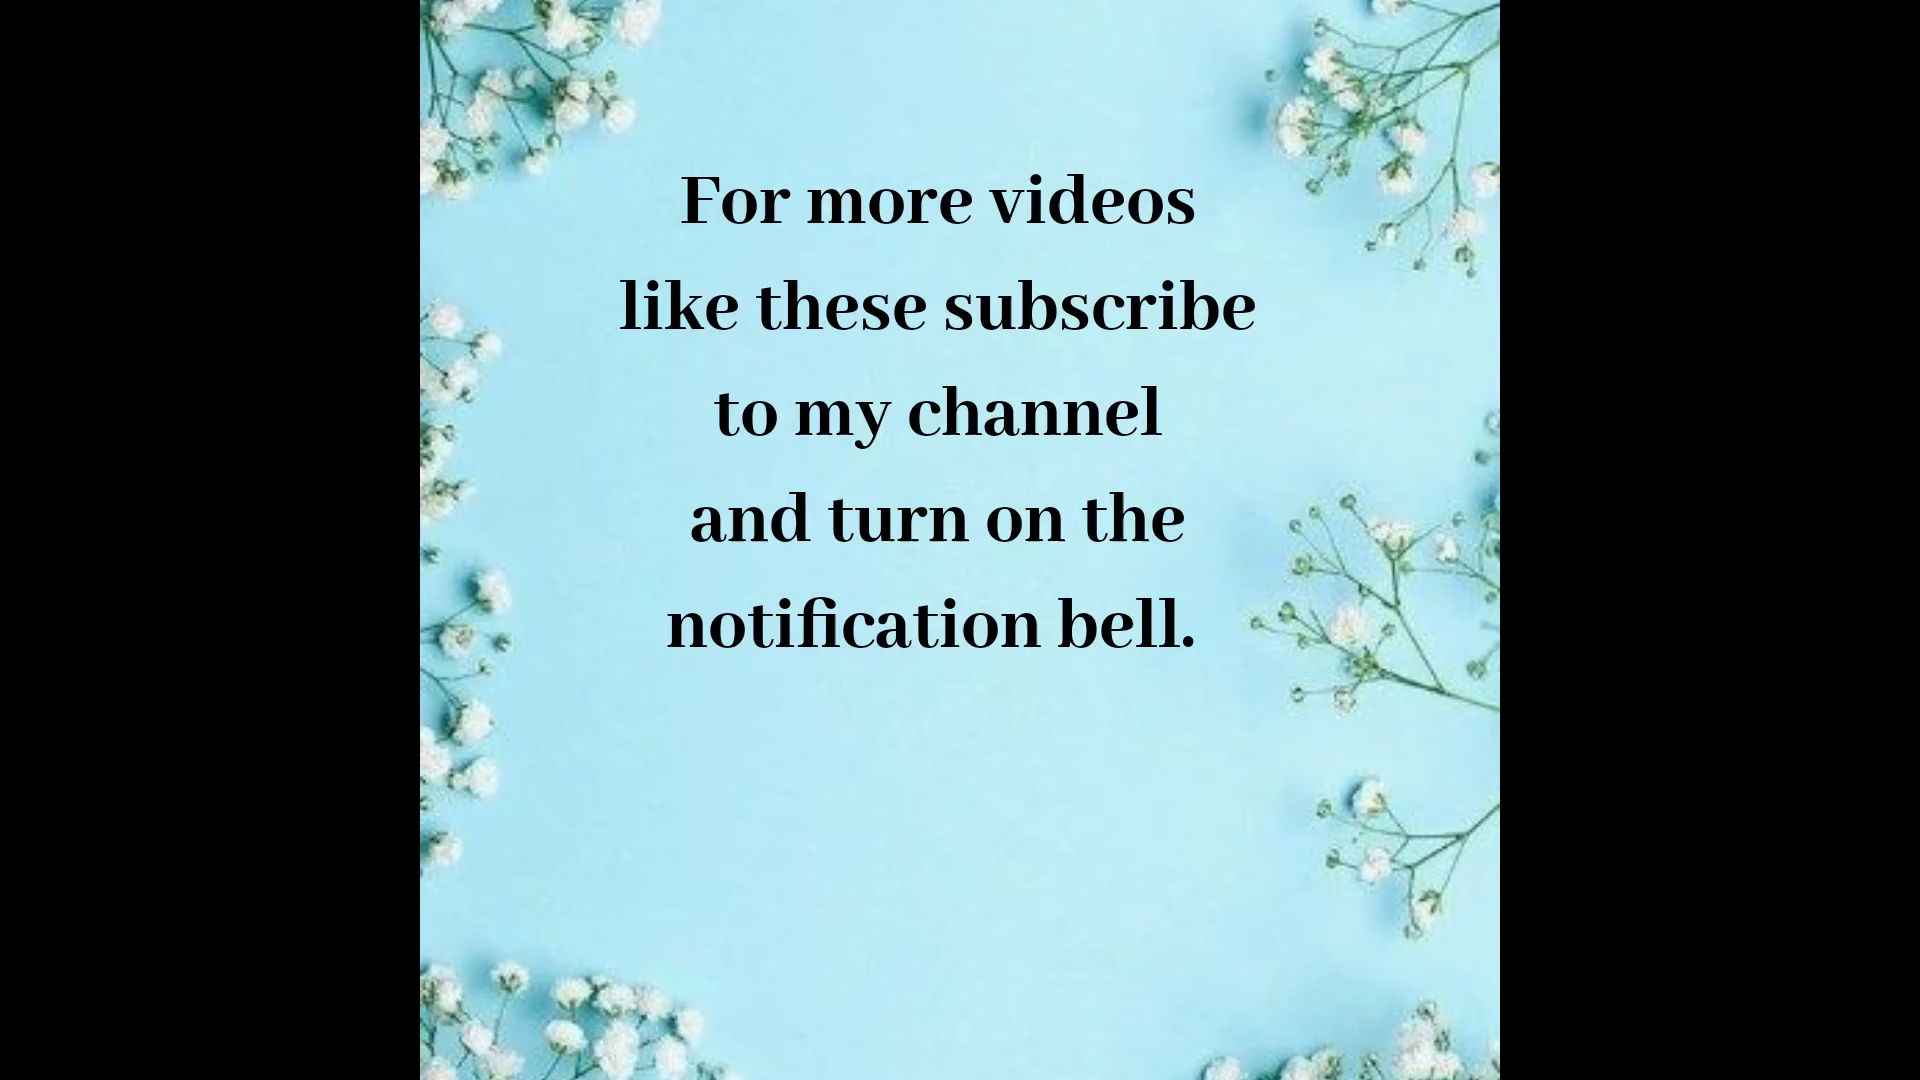 For more videos
like these subscribe
to my channel
and turn on the
notification bell.